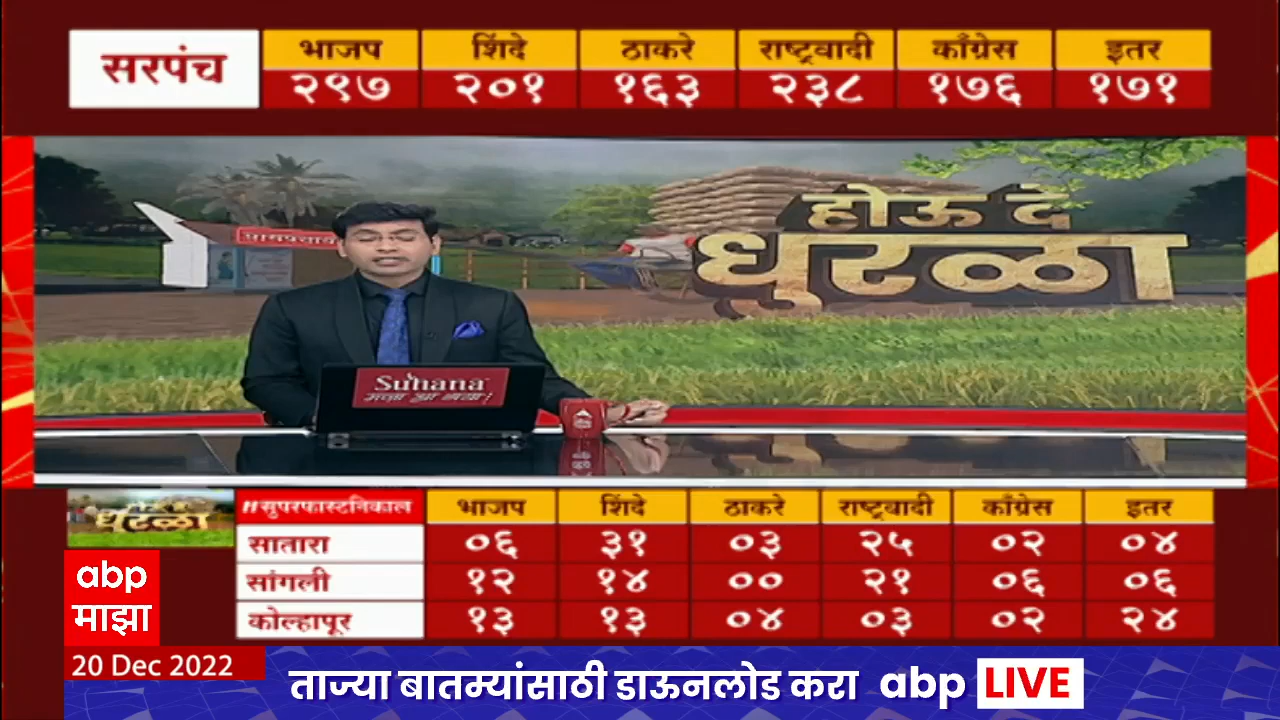 सरपंच भाजप शिंदे ठाकरे राष्ट्रवादी काँग्रेस इतर
२९७ २०१ १६३ २३८ १७६ १७१
होऊ दे
धुरळा
Suhana
abp
धुरळा
#सुपरफास्टनिकाल भाजप शिंदे ठाकरे राष्ट्रवादी काँग्रेस इतर
सातारा ०६ ३१ ०३ २५ ०२ ०४
सांगली १२ १४ ०० २१ ०६ ०६
कोल्हापूर १३ १३ ०४ ०३ ०२ २४
माझा
20 Dec 2022
ताज्या बातम्यांसाठी डाऊनलोड करा abp LIVE